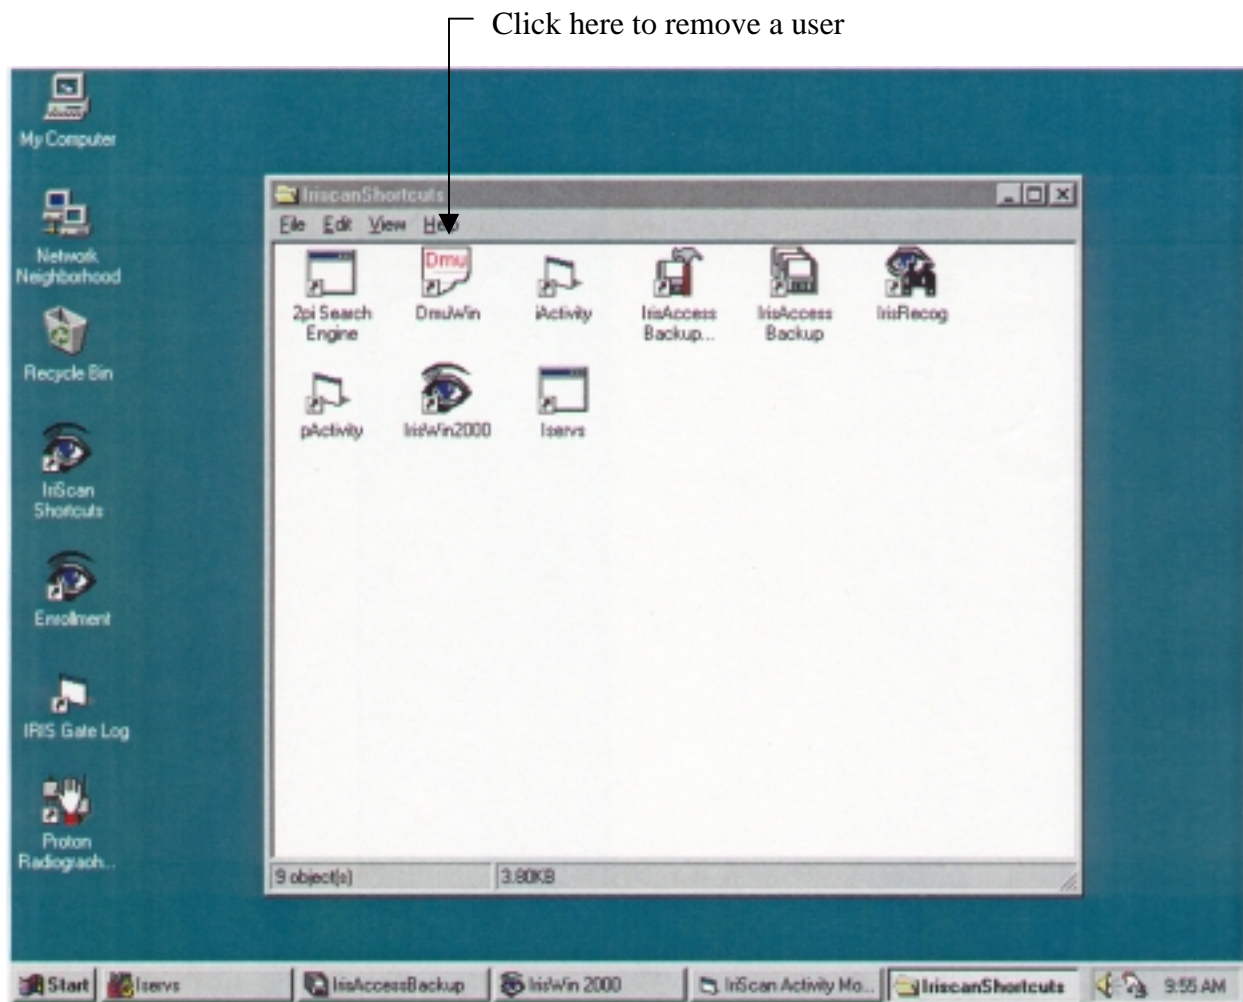 Click here to remove a user
My Computer
Network
Neighborhood
Recycle Bin
IriScan
Shortcuts
Enrollment
IRIS Gate Log
Proton
Radiograph...
IriscanShortcuts
File Edit View Help
Dmu
2pi Search
Engine
DmuWin
iActivity
IrisAccess
Backup...
IrisAccess
Backup
IrisRecog
pActivity
IrisWin2000
Iservs
9 object(s)
3.80KB
Start
Iservs
IrisAccessBackup
IrisWin 2000
IriScan Activity Mo...
IriscanShortcuts
9:55 AM